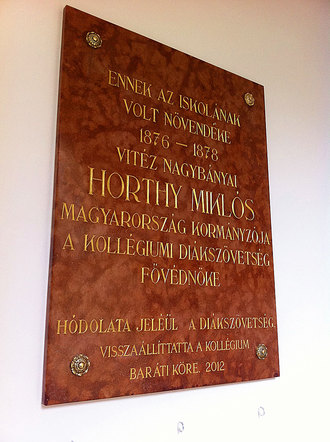 ENNEK AZ ISKOLÁNAK
VOLT NÖVENDÉKE
1876 – 1878
VITÉZ NAGYBÁNYAI
HORTHY MIKLÓS
MAGYARORSZÁG KORMÁNYZÓJA
A KOLLÉGIUMI DIÁKSZÖVETSÉG
FŐVÉDNÖKE
HÓDOLATA JELÉÜL A DIÁKSZÖVETSÉG.
VISSZAÁLLÍTTATTA A KOLLÉGIUM
BARÁTI KÖRE. 2012